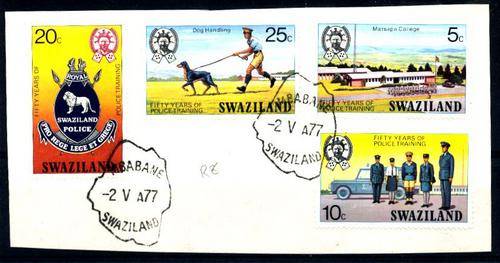 20c
FIFTY YEARS OF
POLICE TRAINING
ROYAL
SWAZILAND
POLICE
PRO REGE LEGE ET GREGE
SWAZILAND
Dog Handling
25c
FIFTY YEARS OF
POLICE TRAINING
SWAZILAND
Matsapa College
5c
FIFTY YEARS OF
POLICE TRAINING
SWAZILAND
FIFTY YEARS OF
POLICE TRAINING
10c
SWAZILAND
MBABANE
-2 V A77
SWAZILAND
BABANE
-2 V A77
SWAZILAND